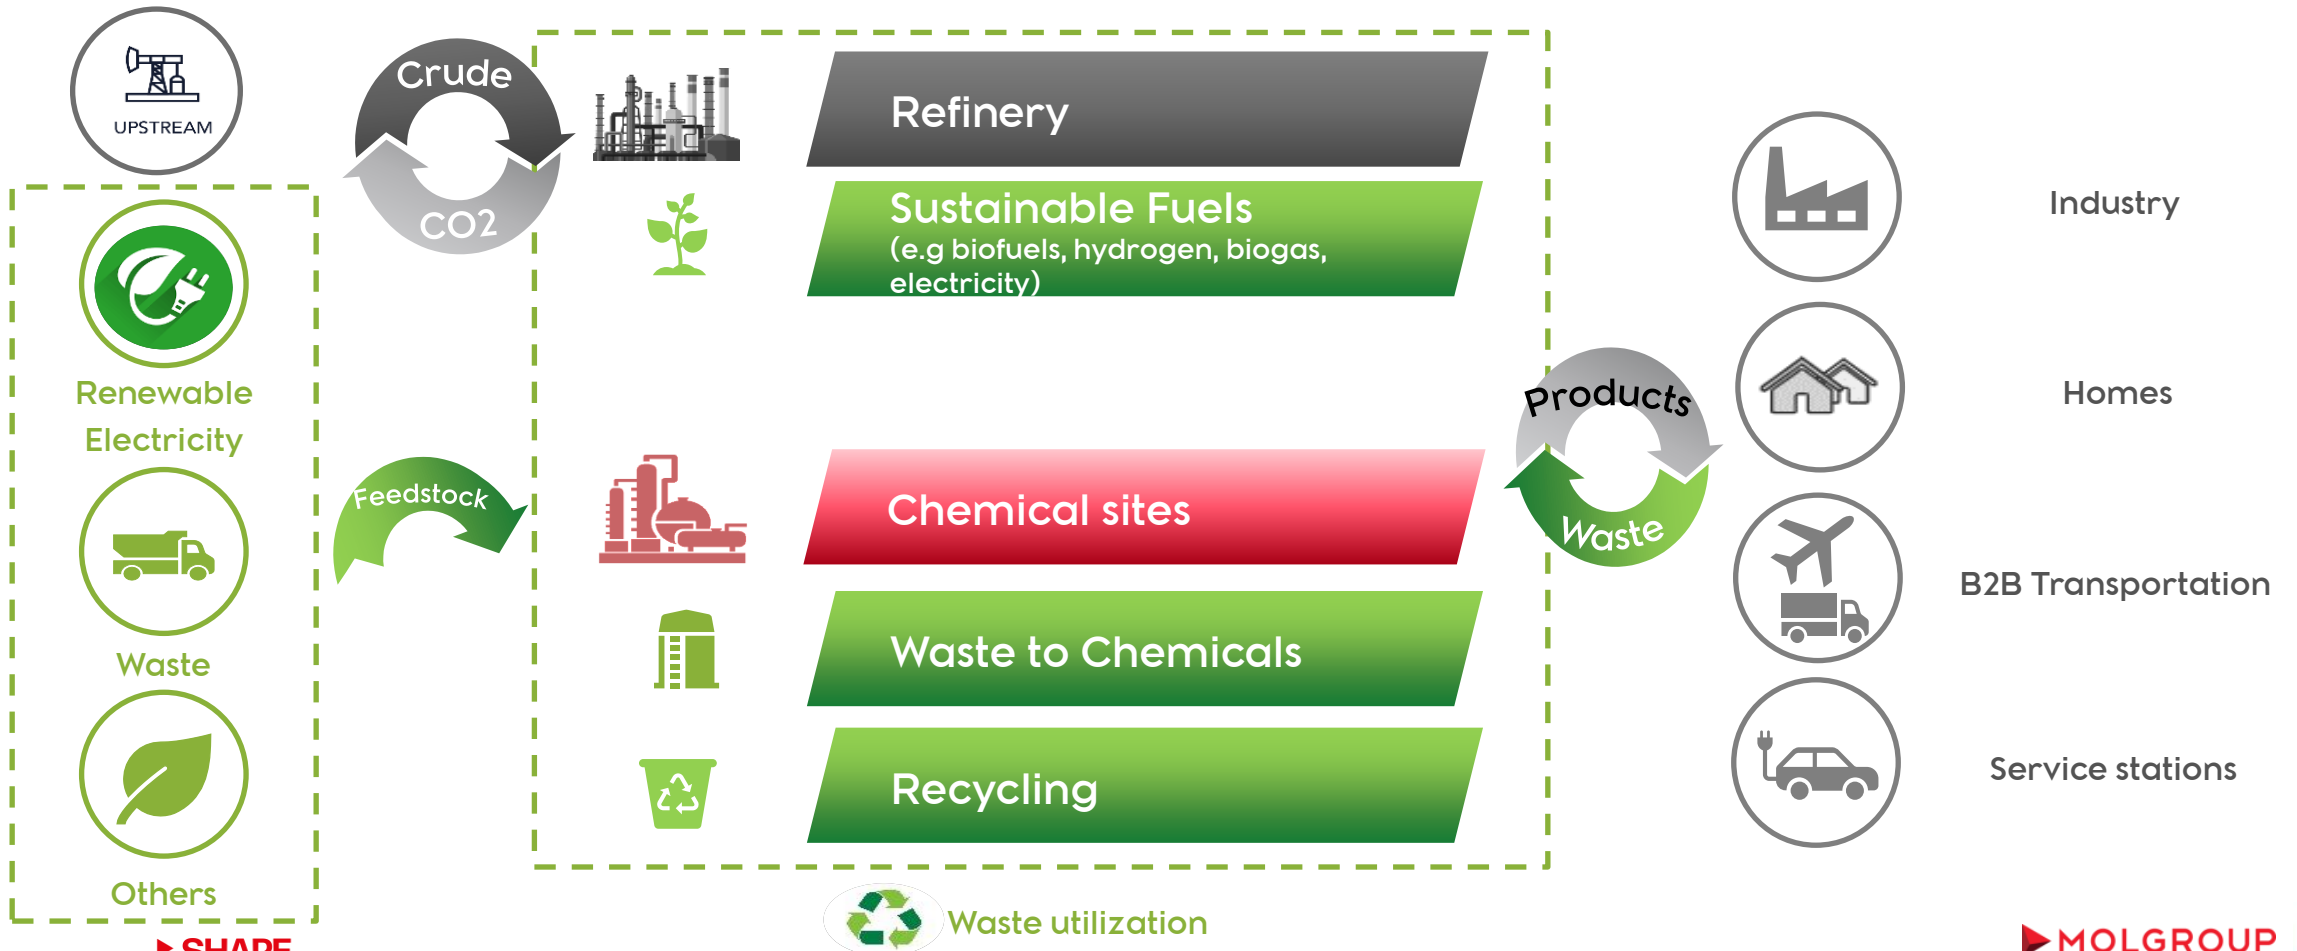 UPSTREAM
Renewable
Electricity
Waste
Others
Crude
CO2
Feedstock
Refinery
Sustainable Fuels
(e.g biofuels, hydrogen, biogas,
electricity)
Chemical sites
Waste to Chemicals
Recycling
Products
Waste
Industry
Homes
B2B Transportation
Service stations
Waste utilization
SHAPE
MOLGROUP